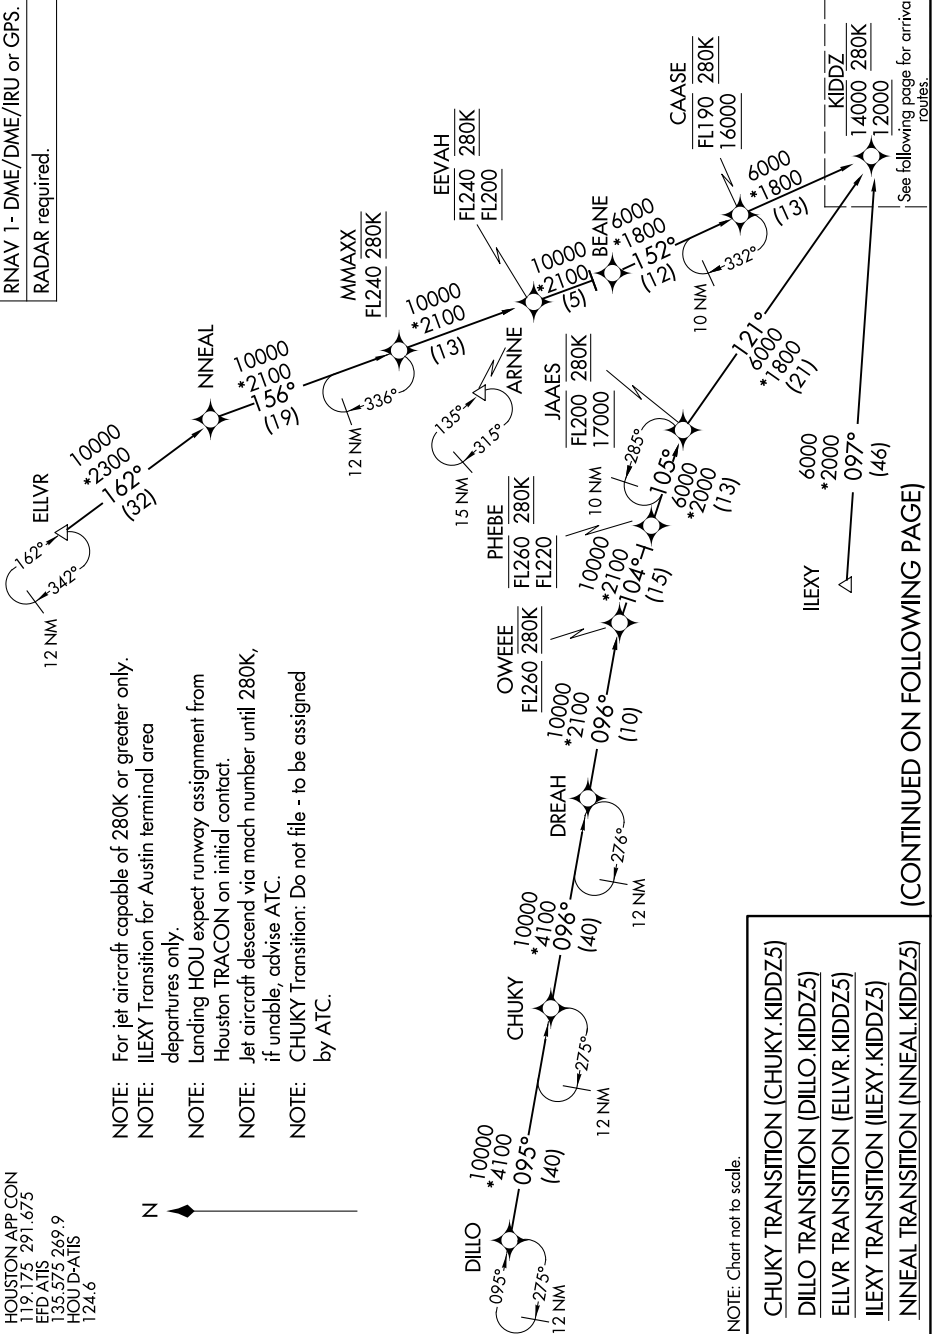 HOUSTON APP CON
119.175 291.675
EFD ATIS
135.575 269.9
HOU D-ATIS
124.6
RNAV 1 - DME/DME/IRU or GPS.
RADAR required.
N
NOTE: For jet aircraft capable of 280K or greater only.
NOTE: ILEXY Transition for Austin terminal area
departures only.
NOTE: Landing HOU expect runway assignment from
Houston TRACON on initial contact.
NOTE: Jet aircraft descend via mach number until 280K,
if unable, advise ATC.
NOTE: CHUKY Transition: Do not file - to be assigned
by ATC.
ELLVR
162°
342°
12 NM
10000
*2300
162°
(32)
NNEAL
10000
*2100
156°
(19)
MMAXX
FL240 280K
336°
12 NM
10000
*2100
(13)
EEVAH
FL240 280K
FL200
ARNNE
135°
315°
15 NM
10000
*2100
(5)
BEANE
6000
*1800
152°
(12)
CAASE
FL190 280K
16000
332°
10 NM
6000
*1800
(13)
KIDDZ
14000 280K
12000
See following page for arrival
routes.
DILLO
095°
275°
12 NM
10000
*4100
095°
(40)
CHUKY
275°
12 NM
10000
*4100
096°
(40)
DREAH
276°
12 NM
10000
*2100
096°
(10)
OWEEE
FL260 280K
10000
*2100
104°
(15)
PHEBE
FL260 280K
FL220
105°
6000
*2000
(13)
JAAES
FL200 280K
17000
285°
10 NM
121°
6000
*1800
(21)
ILEXY
6000
*2000
097°
(46)
NOTE: Chart not to scale.
CHUKY TRANSITION (CHUKY.KIDDZ5)
DILLO TRANSITION (DILLO.KIDDZ5)
ELLVR TRANSITION (ELLVR.KIDDZ5)
ILEXY TRANSITION (ILEXY.KIDDZ5)
NNEAL TRANSITION (NNEAL.KIDDZ5)
(CONTINUED ON FOLLOWING PAGE)